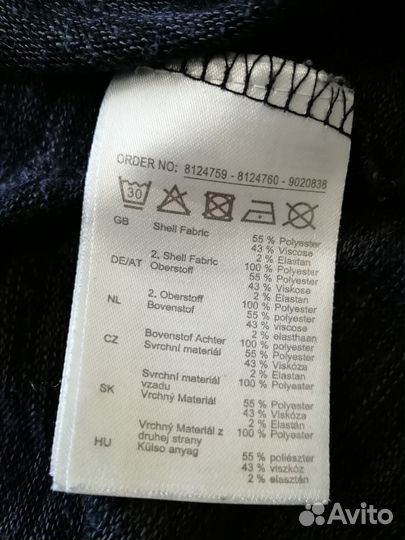 ORDER NO: 8124759 - 8124760 - 9020838
30
GB Shell Fabric 55 % Polyester
43 % Viscose
2 % Elastan
2. Shell Fabric 100 % Polyester
DE/AT Oberstoff 55 % Polyester
43 % Viskose
2 % Elastan
2. Oberstoff 100 % Polyester
NL Bovenstof 55 % polyester
43 % viscose
2 % elasthaan
Bovenstof Achter 100 % Polyester
CZ Svrchní materiál 55 % Polyester
43 % Viskóza
2 % Elastan
Svrchní materiál 100 % Polyester
vzadu
SK Vrchný Materiál 55 % Polyester
43 % Viskóza
2 % Elastán
Vrchný Materiál z 100 % Polyester
druhej strany
HU Külso anyag 55 % poliészter
43 % viszkóz
2 % elasztán
Avito